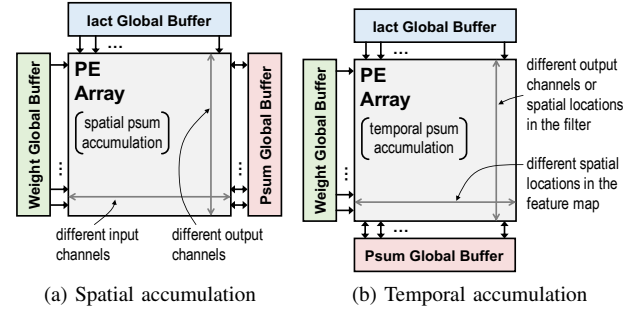 Iact Global Buffer
...
PE
Array
spatial psum
accumulation
Weight Global Buffer
...
Psum Global Buffer
...
different input
channels
different output
channels
(a) Spatial accumulation
Iact Global Buffer
...
PE
Array
temporal psum
accumulation
Weight Global Buffer
...
different output
channels or
spatial locations
in the filter
different spatial
locations in the
feature map
...
Psum Global Buffer
(b) Temporal accumulation